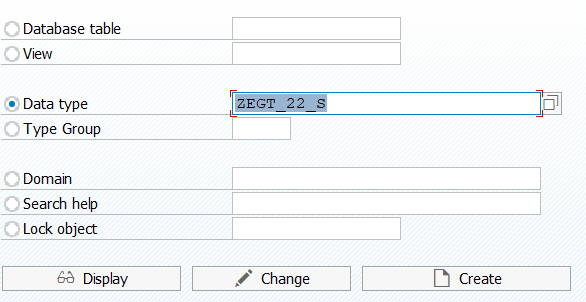 Database table
View
Data type ZEGT_22_S
Type Group
Domain
Search help
Lock object
Display Change Create